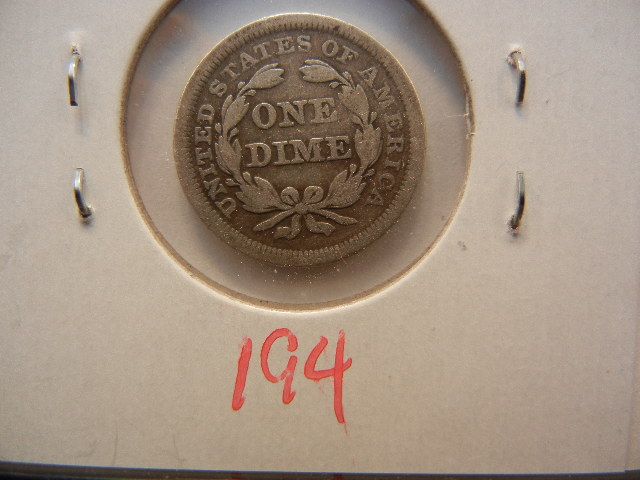 UNITED STATES OF AMERICA
ONE
DIME
194